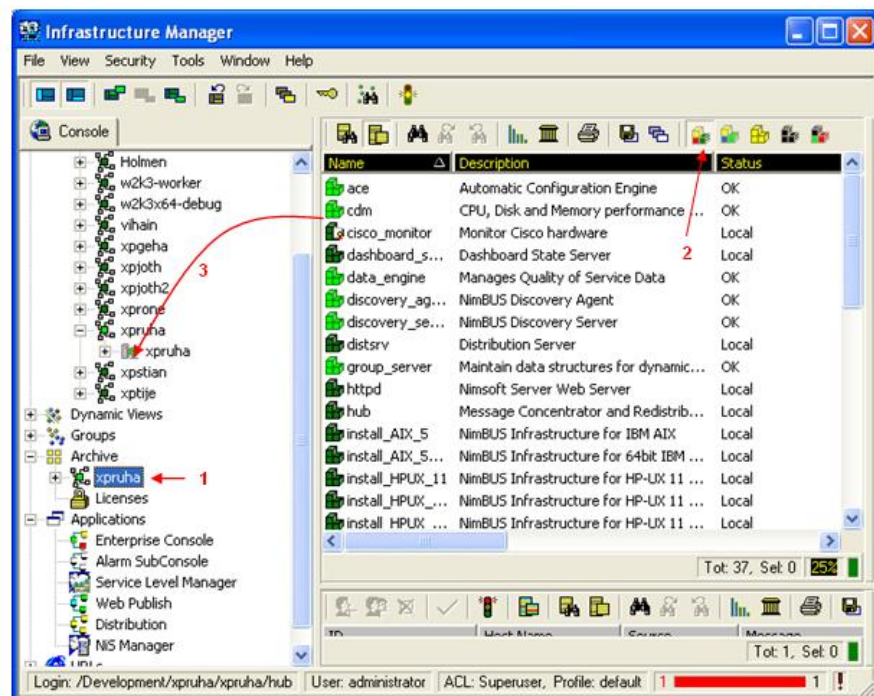 Infrastructure Manager
File View Security Tools Window Help
Console
Holmen
w2k3-worker
w2k3x64-debug
vihain
xpgeha
xpjoth
xpjoth2
xprone
xpruha
xpruha
xpstian
xptije
Dynamic Views
Groups
Archive
xpruha
Licenses
Applications
Enterprise Console
Alarm SubConsole
Service Level Manager
Web Publish
Distribution
NiS Manager
1
2
3
Name Description Status
ace Automatic Configuration Engine OK
cdm CPU, Disk and Memory performance ... OK
cisco_monitor Monitor Cisco hardware Local
dashboard_s... Dashboard State Server Local
data_engine Manages Quality of Service Data OK
discovery_ag... NimBUS Discovery Agent OK
discovery_se... NimBUS Discovery Server OK
distsrv Distribution Server Local
group_server Maintain data structures for dynamic... OK
httpd Nimsoft Server Web Server Local
hub Message Concentrator and Redistrib... Local
install_AIX_5 NimBUS Infrastructure for IBM AIX Local
install_AIX_5... NimBUS Infrastructure for 64bit IBM ... Local
install_HPUX_11 NimBUS Infrastructure for HP-UX 11 ... Local
install_HPUX_... NimBUS Infrastructure for HP-UX 11 ... Local
install HPUX ... NimBUS Infrastructure for HP-UX 11 ... Local
Tot: 37, Sel: 0 25%
ID Host Name Source Message
Tot: 1, Sel: 0
Login: /Development/xpruha/xpruha/hub User: administrator ACL: Superuser, Profile: default 1 1